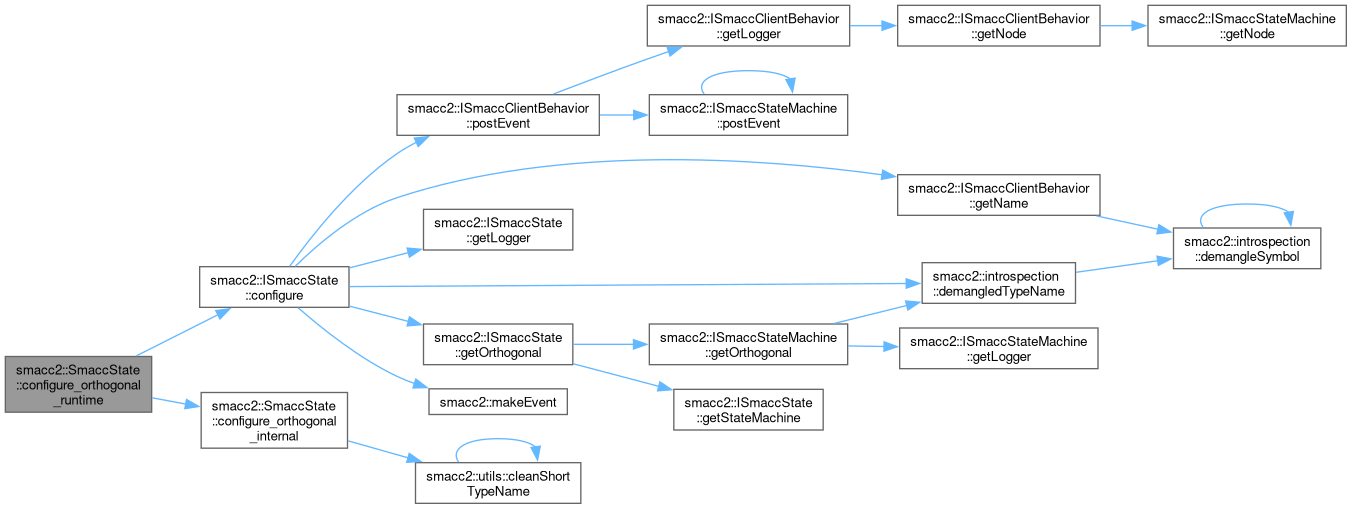 smacc2::ISmaccClientBehavior
::getLogger
smacc2::ISmaccClientBehavior
::getNode
smacc2::ISmaccStateMachine
::getNode
smacc2::ISmaccClientBehavior
::postEvent
smacc2::ISmaccStateMachine
::postEvent
smacc2::ISmaccClientBehavior
::getName
smacc2::ISmaccState
::getLogger
smacc2::introspection
::demangleSymbol
smacc2::ISmaccState
::configure
smacc2::introspection
::demangledTypeName
smacc2::ISmaccState
::getOrthogonal
smacc2::ISmaccStateMachine
::getOrthogonal
smacc2::ISmaccStateMachine
::getLogger
smacc2::SmaccState
::configure_orthogonal
_runtime
smacc2::makeEvent
smacc2::ISmaccState
::getStateMachine
smacc2::SmaccState
::configure_orthogonal
_internal
smacc2::utils::cleanShort
TypeName